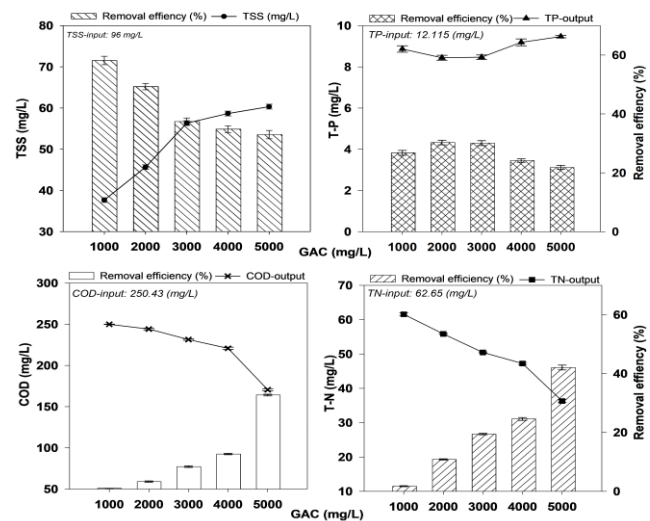 Removal effiency (%) TSS (mg/L)
TSS-input: 96 mg/L
TSS (mg/L)
80
70
60
50
40
30
1000 2000 3000 4000 5000
Removal efficiency (%) TP-output
TP-input: 12.115 (mg/L)
T-P (mg/L)
10
8
6
4
2
0
1000 2000 3000 4000 5000
60
40
20
0
Removal effiency (%)
GAC (mg/L)
Removal efficiency (%) COD-output
COD-input: 250.43 (mg/L)
COD (mg/L)
300
250
200
150
100
50
1000 2000 3000 4000 5000
Removal efficiency (%) TN-output
TN-input: 62.65 (mg/L)
T-N (mg/L)
70
60
50
40
30
20
10
1000 2000 3000 4000 5000
60
40
20
0
Removal effiency (%)
GAC (mg/L)